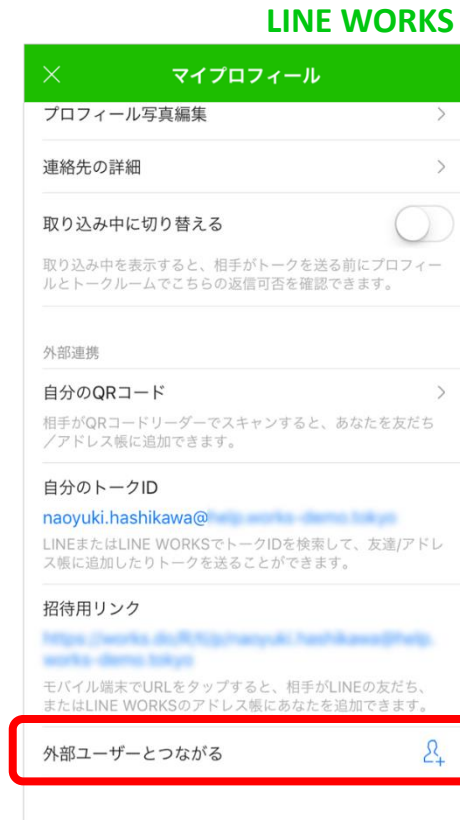 LINE WORKS
マイプロフィール
プロフィール写真編集
連絡先の詳細
取り込み中に切り替える
取り込み中を表示すると、相手がトークを送る前にプロフィー
ルとトークルームでこちらの返信可否を確認できます。
外部連携
自分のQRコード
相手がQRコードリーダーでスキャンすると、あなたを友だち
／アドレス帳に追加できます。
自分のトークID
naoyuki.hashikawa@
LINEまたはLINE WORKSでトークIDを検索して、友達/アドレ
ス帳に追加したりトークを送ることができます。
招待用リンク
モバイル端末でURLをタップすると、相手がLINEの友だち、
またはLINE WORKSのアドレス帳にあなたを追加できます。
外部ユーザーとつながる